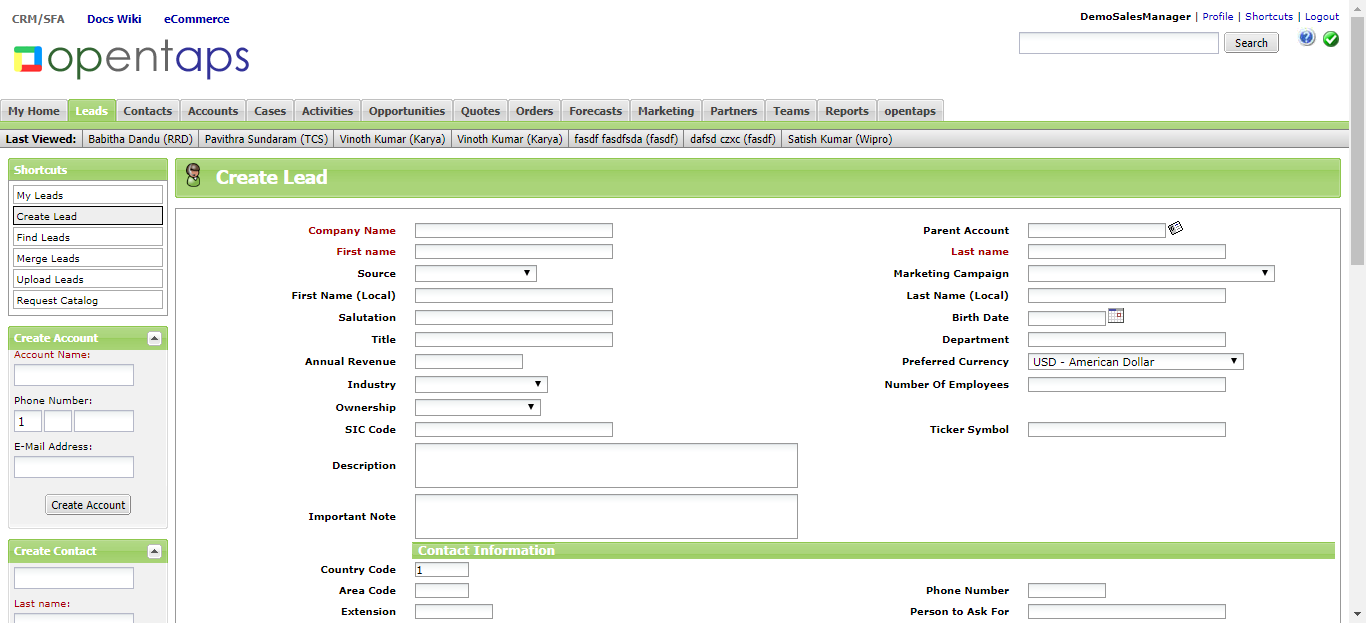 CRM/SFA Docs Wiki eCommerce
DemoSalesManager | Profile | Shortcuts | Logout
opentaps
Search
My Home Leads Contacts Accounts Cases Activities Opportunities Quotes Orders Forecasts Marketing Partners Teams Reports opentaps
Last Viewed: Babitha Dandu (RRD) Pavithra Sundaram (TCS) Vinoth Kumar (Karya) Vinoth Kumar (Karya) fasdf fasdfsda (fasdf) dafsd czxc (fasdf) Satish Kumar (Wipro)
Shortcuts
My Leads
Create Lead
Find Leads
Merge Leads
Upload Leads
Request Catalog
Create Account
Account Name:
Phone Number:
1
E-Mail Address:
Create Account
Create Contact
Last name:
Create Lead
Company Name Parent Account
First name Last name
Source Marketing Campaign
First Name (Local) Last Name (Local)
Salutation Birth Date
Title Department
Annual Revenue Preferred Currency USD - American Dollar
Industry Number Of Employees
Ownership
SIC Code Ticker Symbol
Description
Important Note
Contact Information
Country Code 1
Area Code Phone Number
Extension Person to Ask For